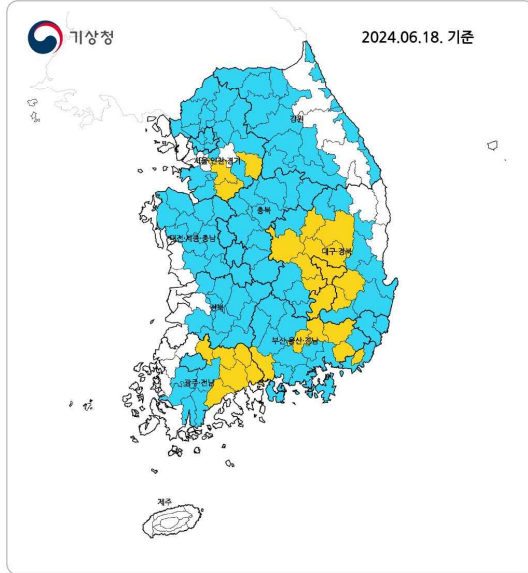 기상청
2024.06.18. 기준
강원
서울·인천·경기
충북
대전·세종·충남
대구·경북
전북
부산·울산·경남
광주·전남
제주